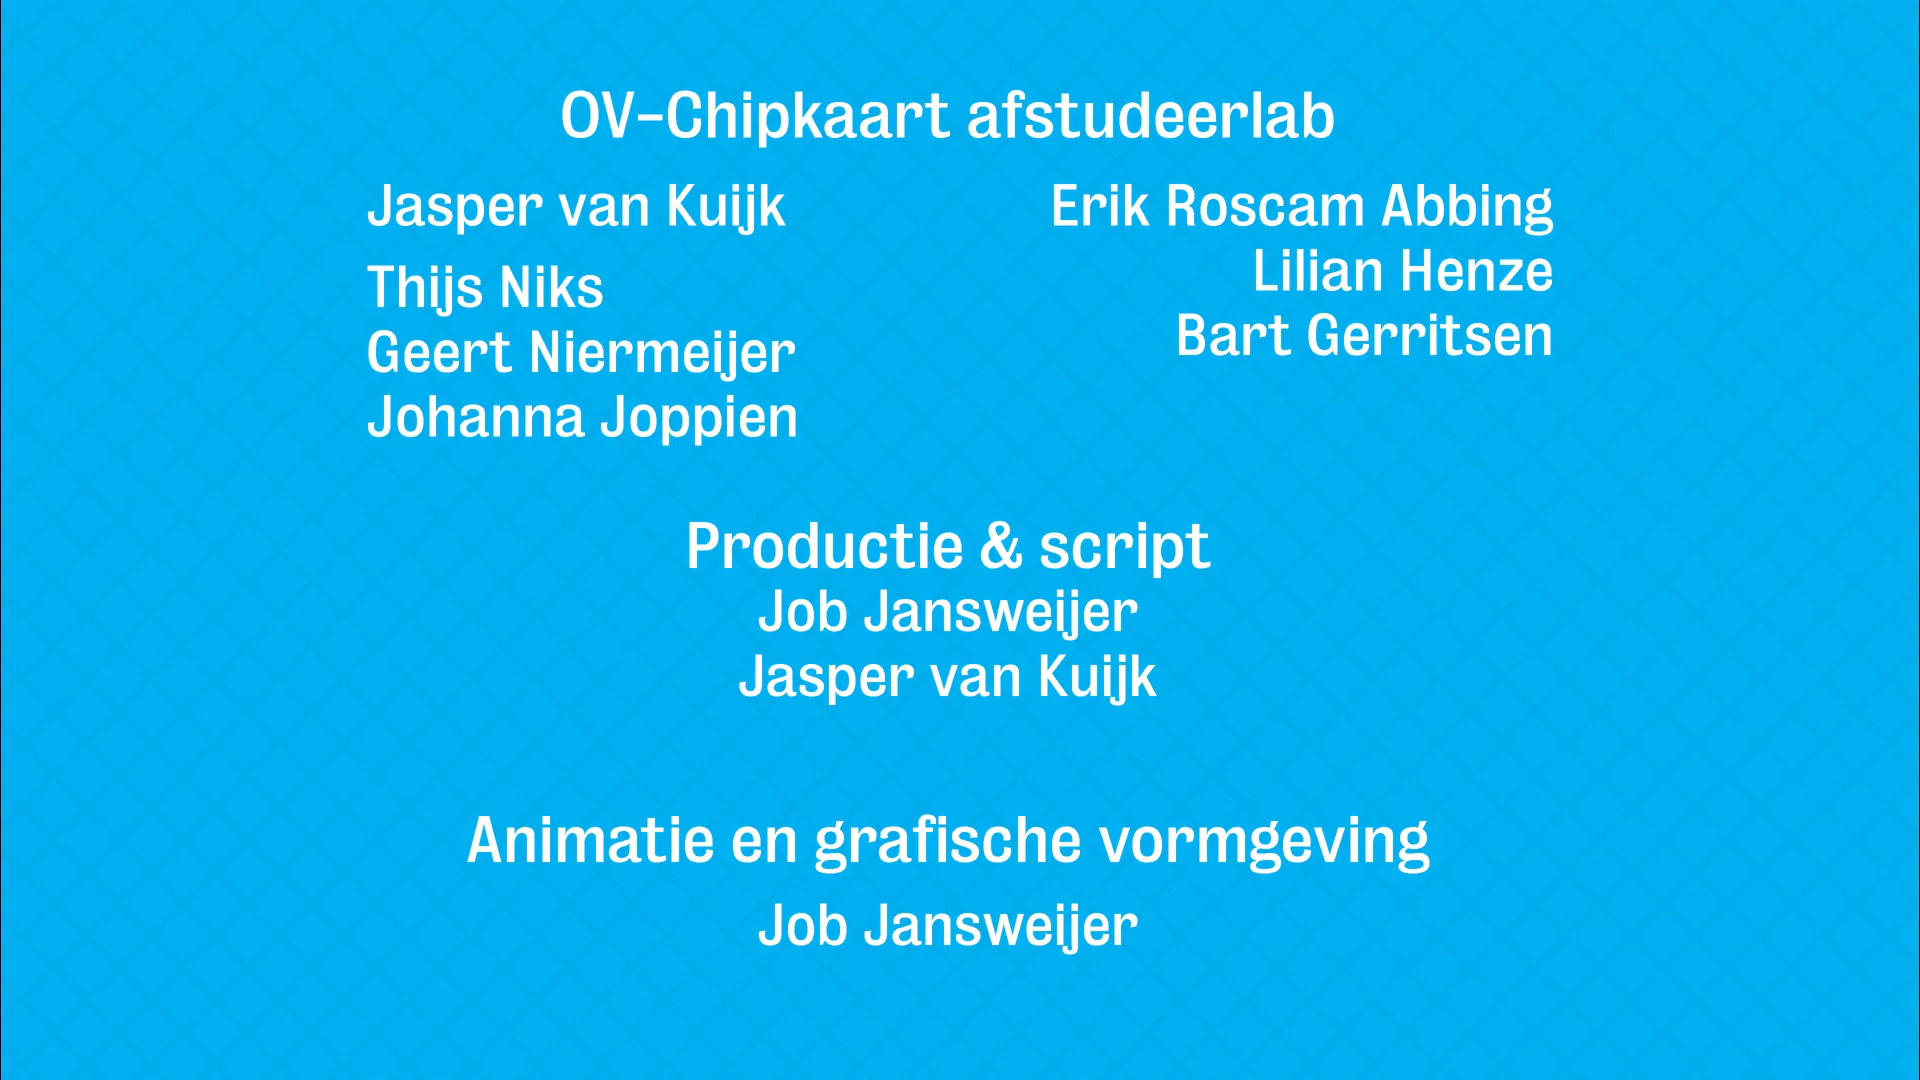 OV-Chipkaart afstudeerlab
Jasper van Kuijk
Thijs Niks
Geert Niermeijer
Johanna Joppien
Erik Roscam Abbing
Lilian Henze
Bart Gerritsen
Productie & script
Job Jansweijer
Jasper van Kuijk
Animatie en grafische vormgeving
Job Jansweijer